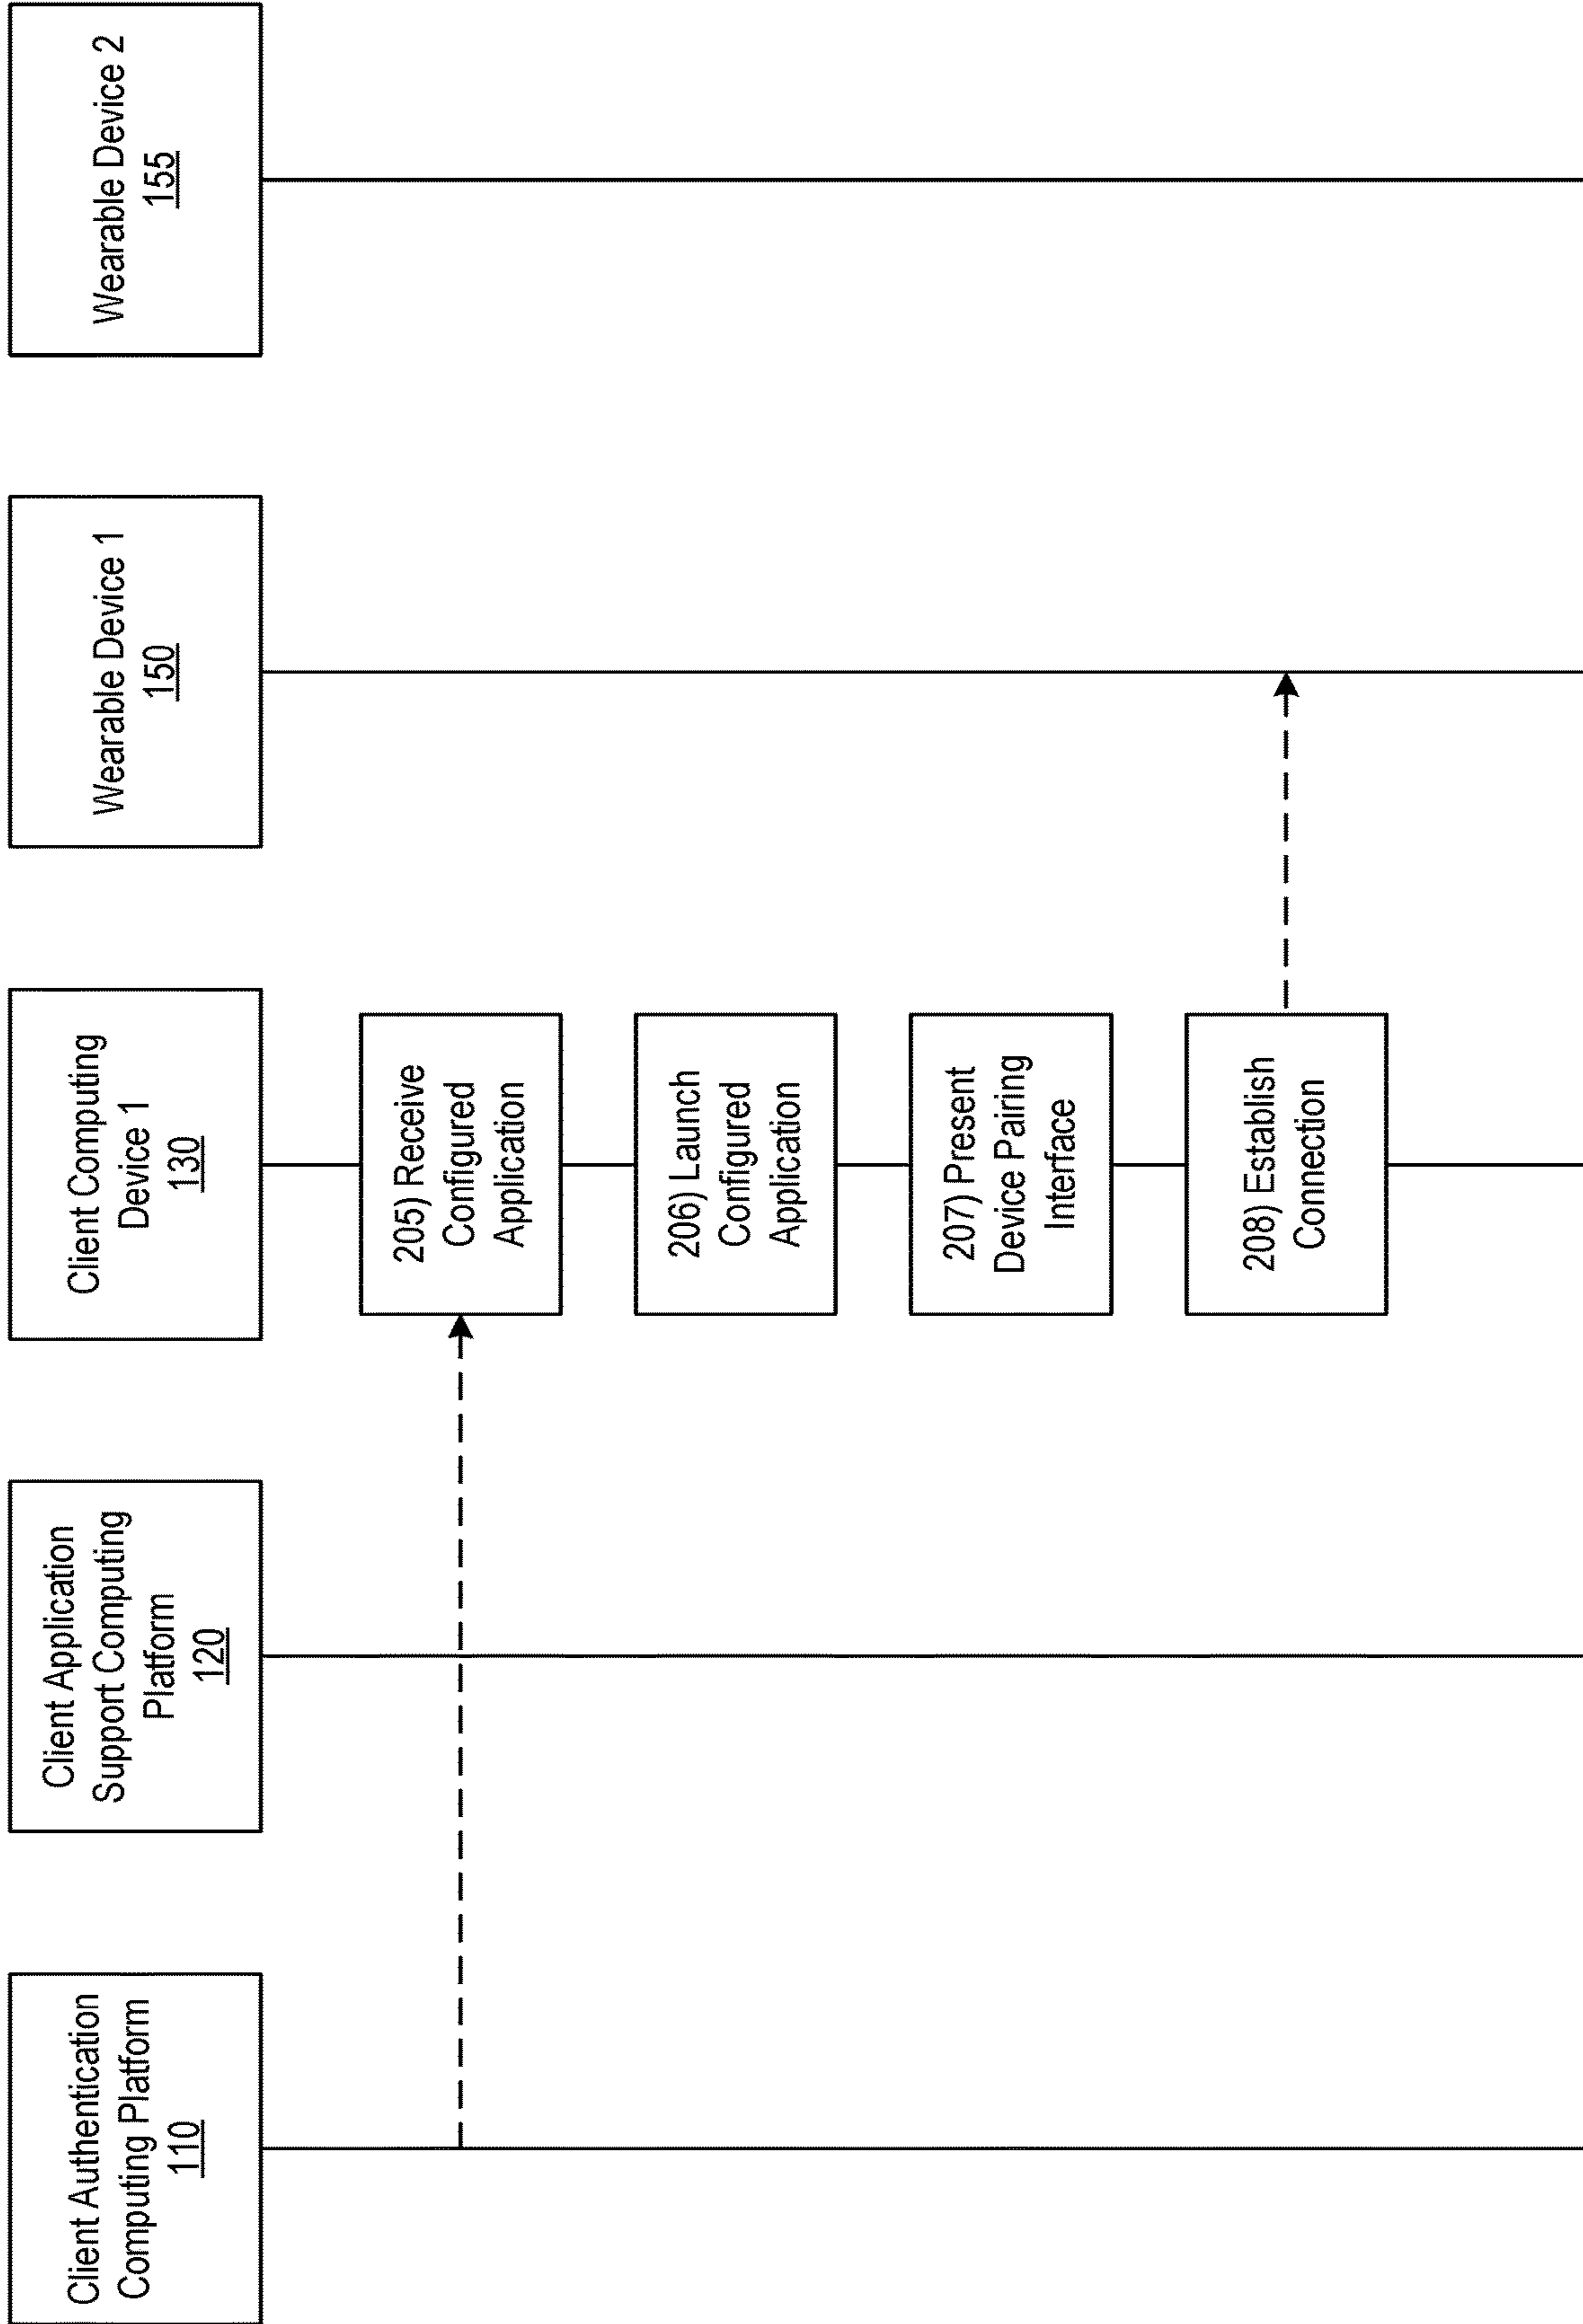 Client Authentication
Computing Platform
110
Client Application
Support Computing
Platform
120
Client Computing
Device 1
130
Wearable Device 1
150
Wearable Device 2
155
205) Receive
Configured
Application
206) Launch
Configured
Application
207) Present
Device Pairing
Interface
208) Establish
Connection